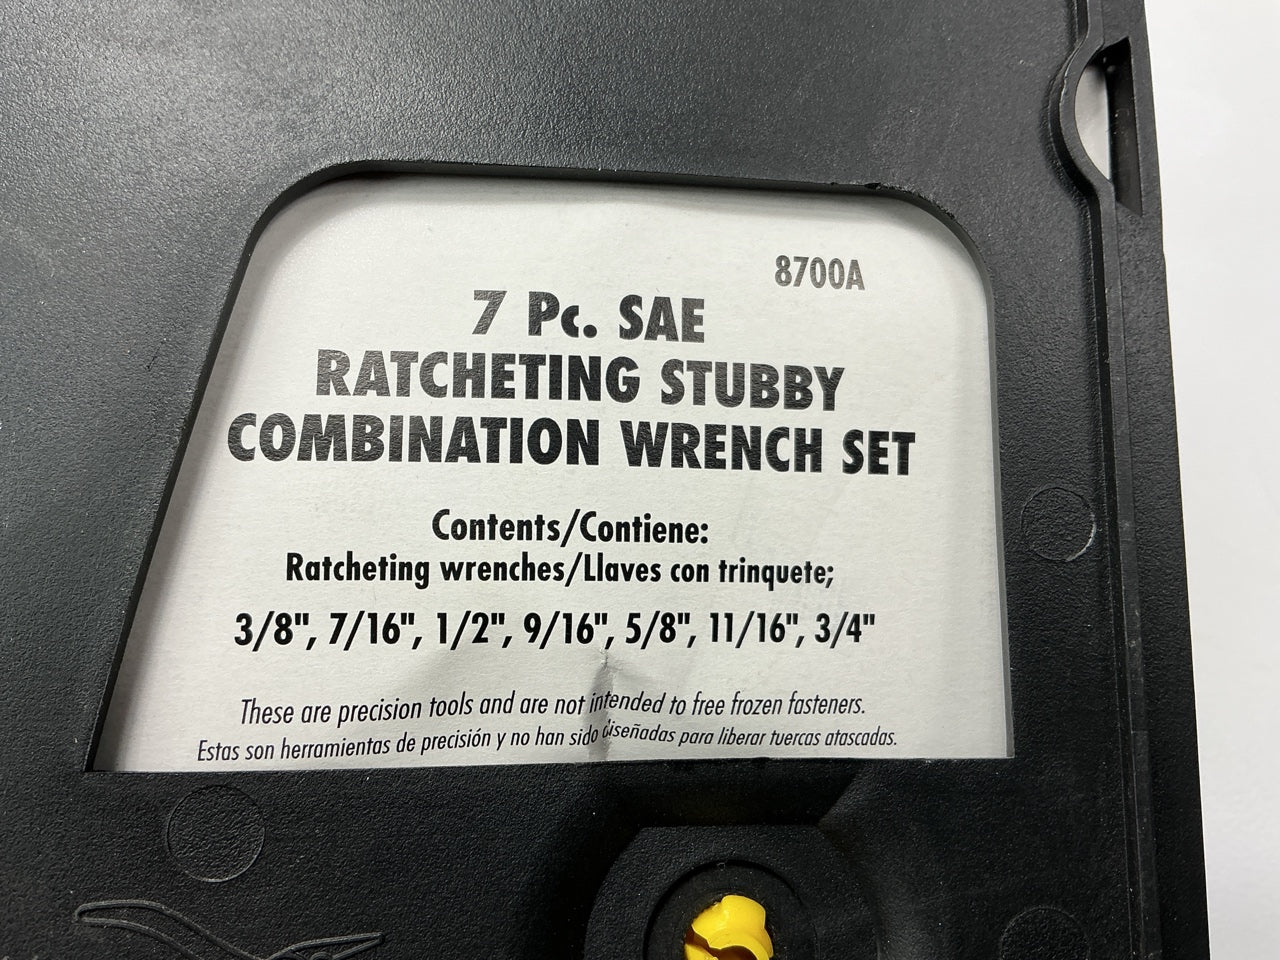 8700A
7 Pc. SAE
RATCHETING STUBBY
COMBINATION WRENCH SET
Contents/Contiene:
Ratcheting wrenches/Llaves con trinquete;
3/8", 7/16", 1/2", 9/16", 5/8", 11/16", 3/4"
These are precision tools and are not intended to free frozen fasteners.
Estas son herramientas de precisión y no han sido diseñadas para liberar tuercas atascadas.